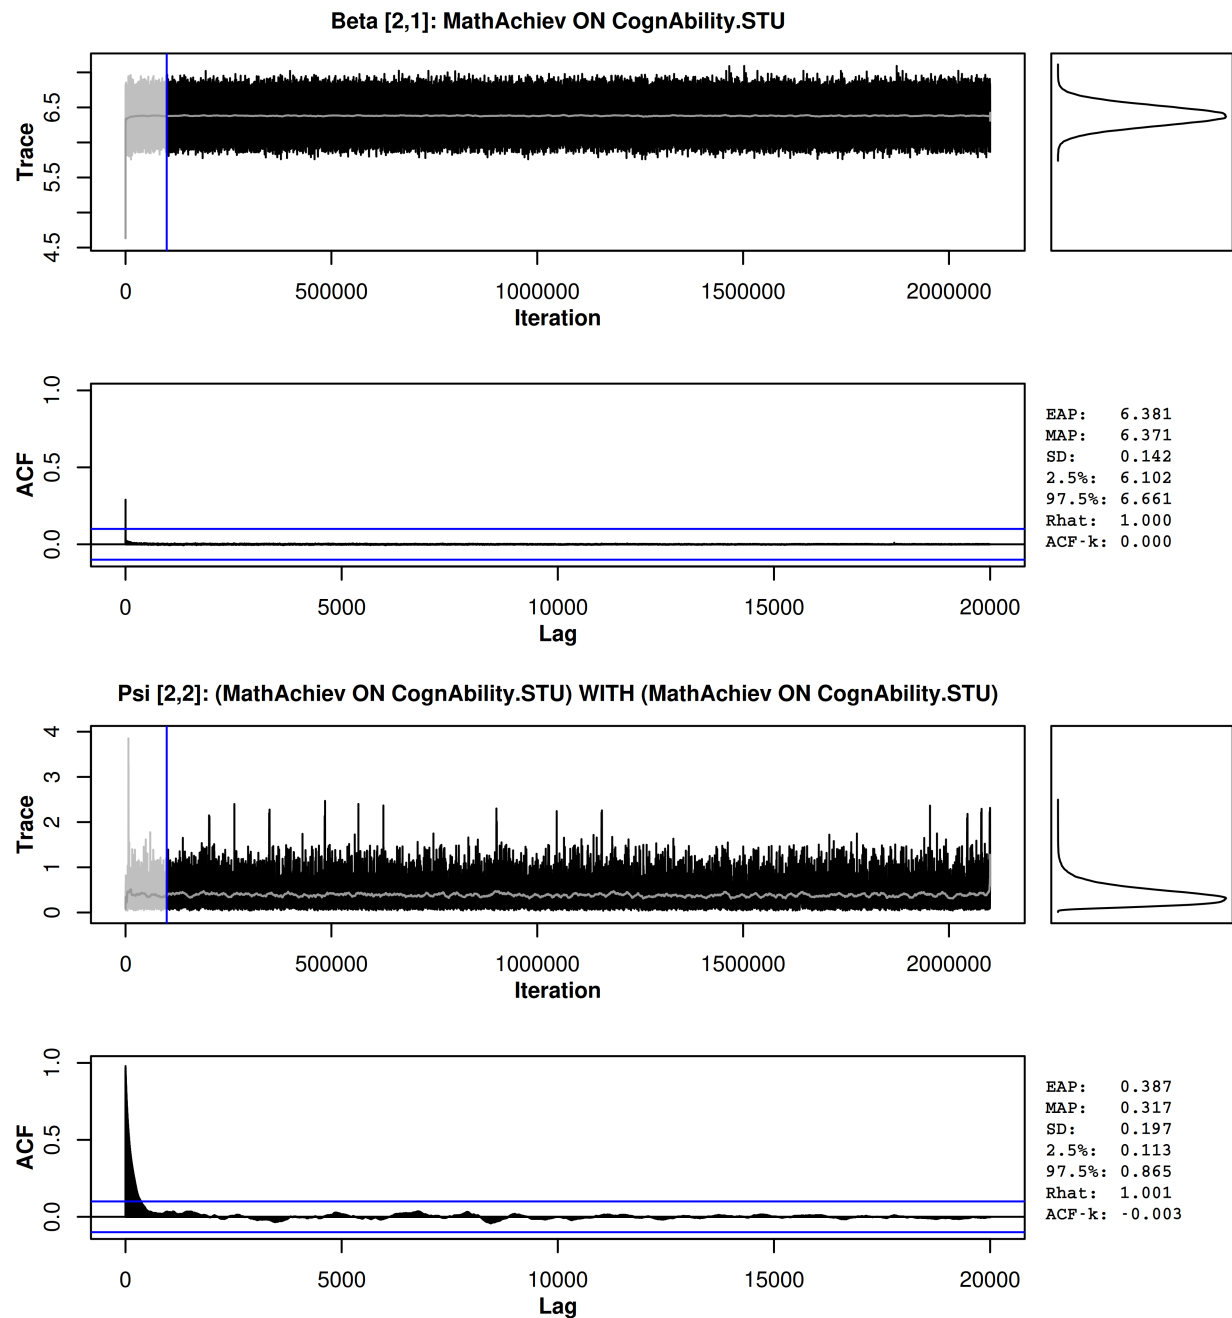 Beta [2,1]: MathAchiev ON CognAbility.STU
Trace
4.5 5.5 6.5
0 500000 1000000 1500000 2000000
Iteration
ACF
0.0 0.5 1.0
0 5000 10000 15000 20000
Lag
EAP: 6.381
MAP: 6.371
SD: 0.142
2.5%: 6.102
97.5%: 6.661
Rhat: 1.000
ACF-k: 0.000
Psi [2,2]: (MathAchiev ON CognAbility.STU) WITH (MathAchiev ON CognAbility.STU)
Trace
0 1 2 3 4
0 500000 1000000 1500000 2000000
Iteration
ACF
0.0 0.5 1.0
0 5000 10000 15000 20000
Lag
EAP: 0.387
MAP: 0.317
SD: 0.197
2.5%: 0.113
97.5%: 0.865
Rhat: 1.001
ACF-k: -0.003